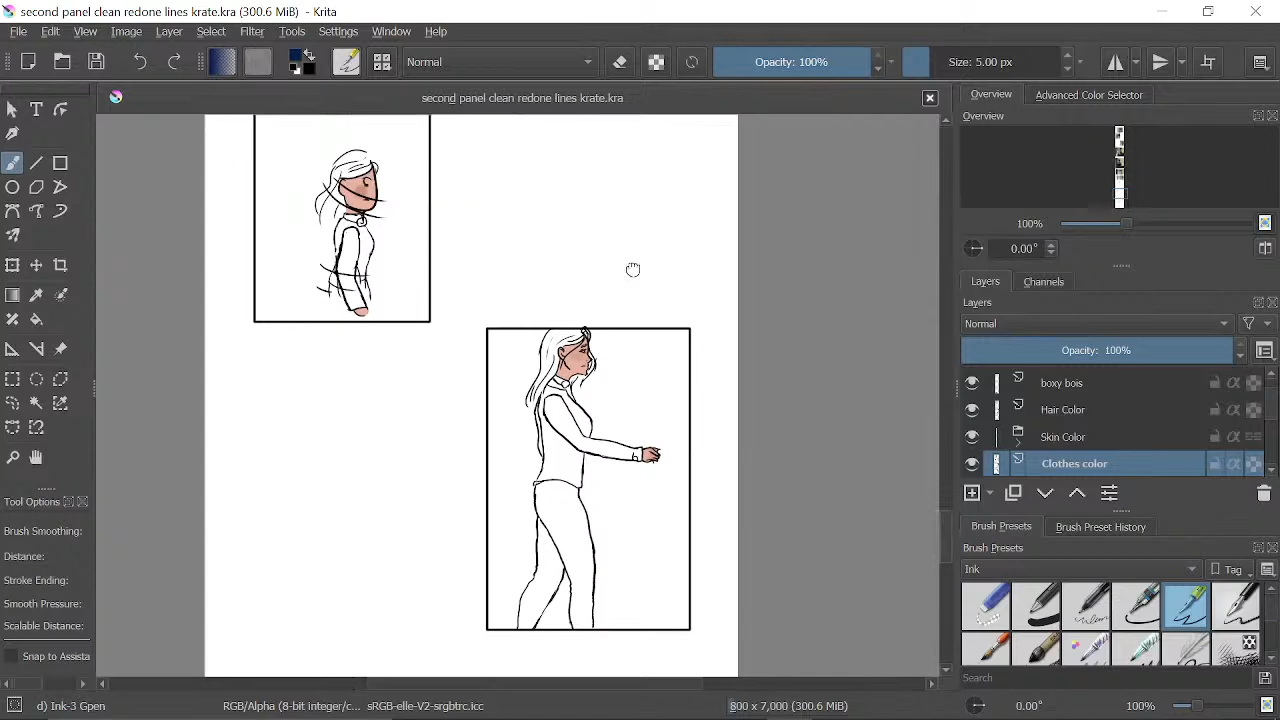 second panel clean redone lines krate.kra (300.6 MiB) - Krita
File Edit View Image Layer Select Filter Tools Settings Window Help
Normal
Opacity: 100%
Size: 5.00 px
second panel clean redone lines krate.kra
Overview Advanced Color Selector
Overview
100%
0.00°
Layers Channels
Layers
Normal
Opacity: 100%
boxy bois
Hair Color
Skin Color
Clothes color
Tool Options
Brush Smoothing:
Distance:
Stroke Ending:
Smooth Pressure:
Scalable Distance:
Snap to Assista
Brush Presets Brush Preset History
Brush Presets
Ink
Tag
Search
d) Ink-3 Gpen
RGB/Alpha (8-bit integer/c... sRGB-elle-V2-srgbtrc.icc
800 x 7,000 (300.6 MiB)
0.00°
100%